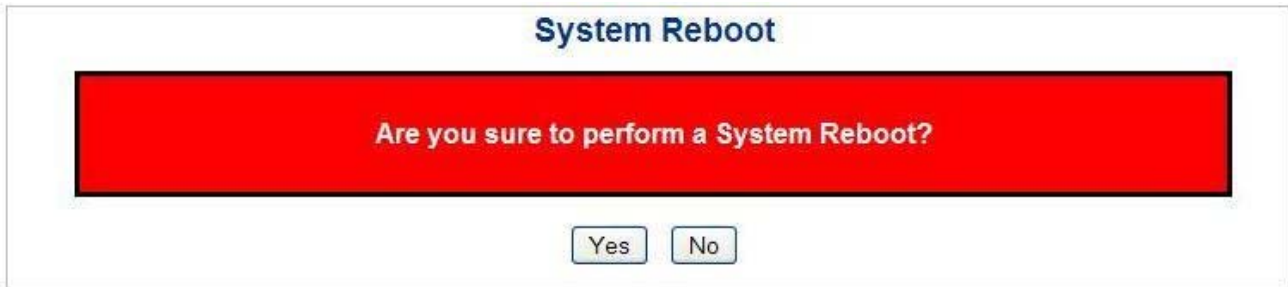 System Reboot
Are you sure to perform a System Reboot?
Yes No